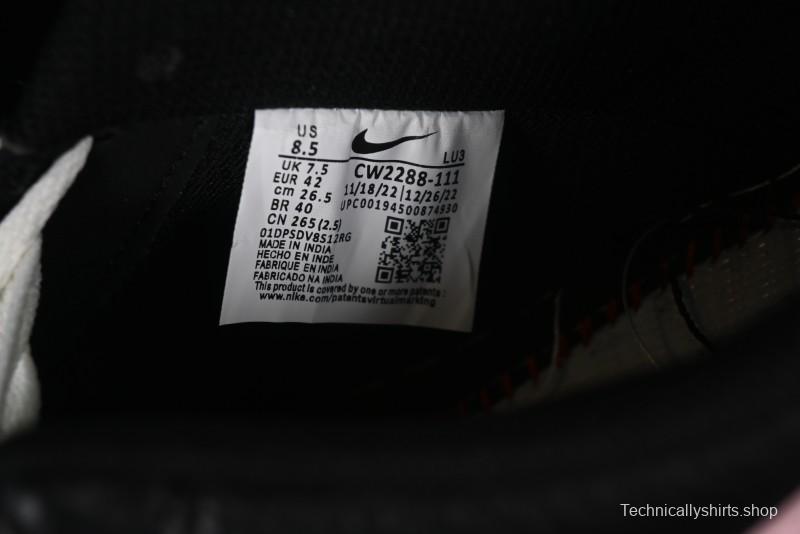 US
8.5
LU3
UK 7.5
CW2288-111
EUR 42
11/18/22 | 12/26/22
cm 26.5
UPC00194500874930
BR 40
CN 265 (2.5)
01DPSDV8S12RG
MADE IN INDIA
HECHO EN INDE
FABRIQUE EN INDIA
FABRICADO NA INDIA
This product is covered by one or more patents :
www.nike.com/patentsvirtualmarking
Technicallyshirts.shop